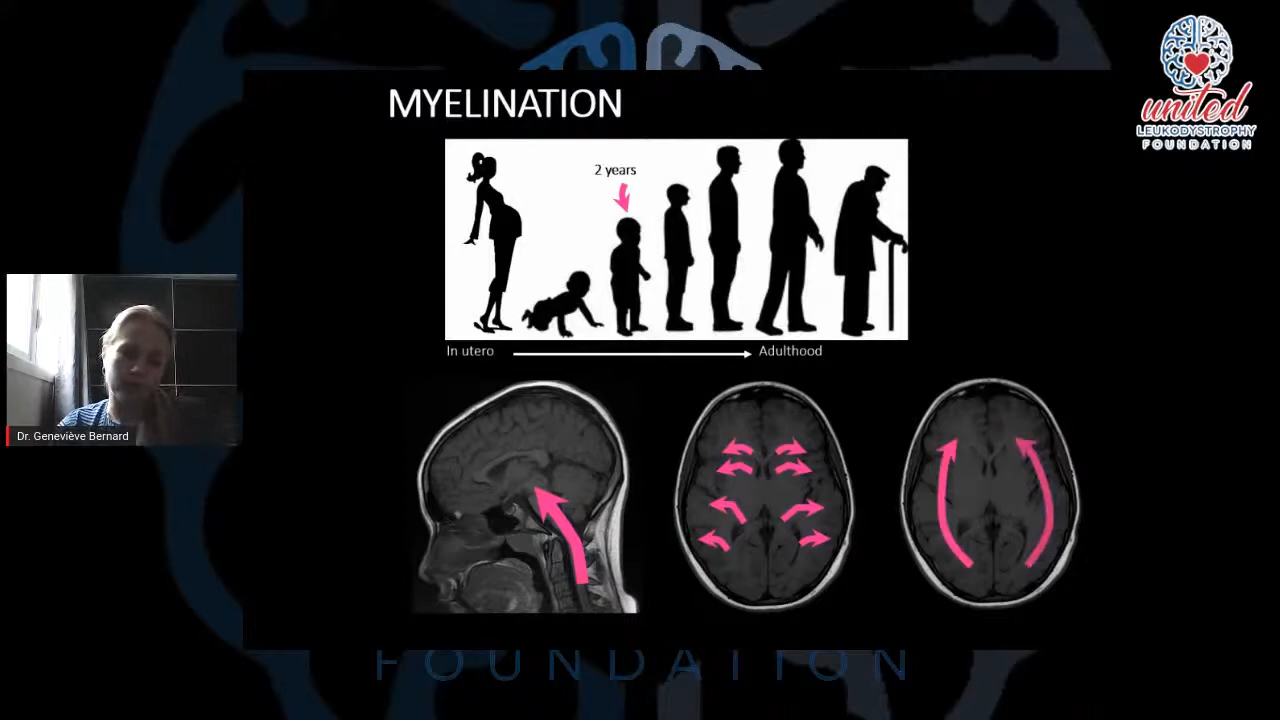 united
LEUKODYSTROPHY
FOUNDATION
MYELINATION
2 years
In utero
Adulthood
Dr. Geneviève Bernard
FOUNDATION